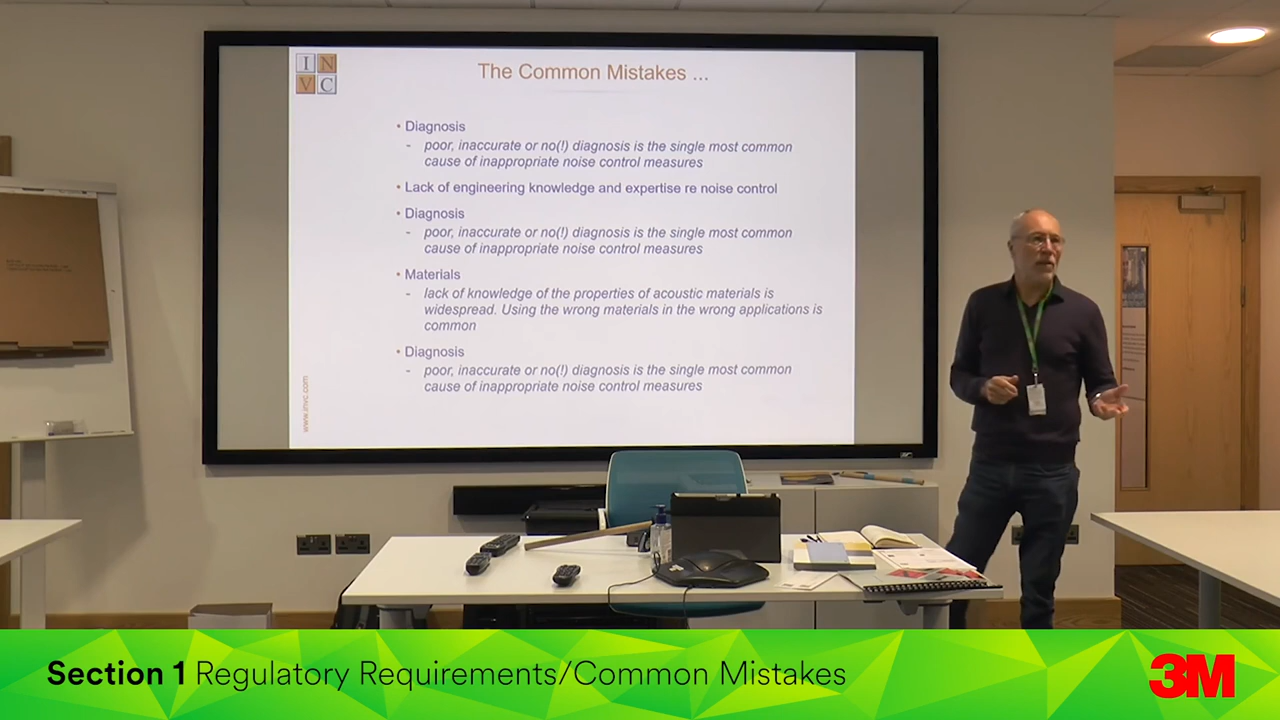 I N
V C
The Common Mistakes ...
• Diagnosis
- poor, inaccurate or no(!) diagnosis is the single most common
cause of inappropriate noise control measures
• Lack of engineering knowledge and expertise re noise control
• Diagnosis
- poor, inaccurate or no(!) diagnosis is the single most common
cause of inappropriate noise control measures
• Materials
- lack of knowledge of the properties of acoustic materials is
widespread. Using the wrong materials in the wrong applications is
common
• Diagnosis
- poor, inaccurate or no(!) diagnosis is the single most common
cause of inappropriate noise control measures
www.invc.com
Section 1 Regulatory Requirements/Common Mistakes
3M